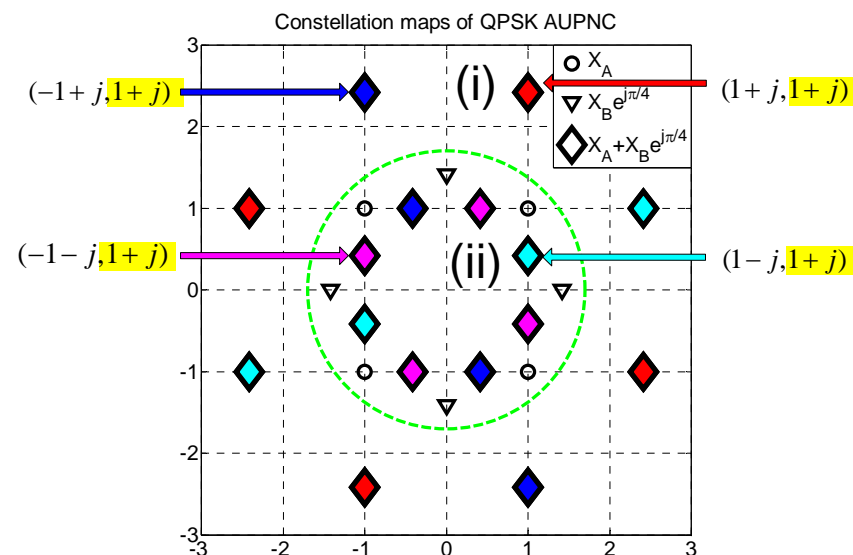 Constellation maps of QPSK AUPNC
3
(i)
X_A
(−1+ j,1+ j)
(1+ j,1+ j)
X_Be^{jπ/4}
2
X_A+X_Be^{jπ/4}
1
(−1− j,1+ j)
(ii)
(1− j,1+ j)
0
-1
-2
-3
-3 -2 -1 0 1 2 3